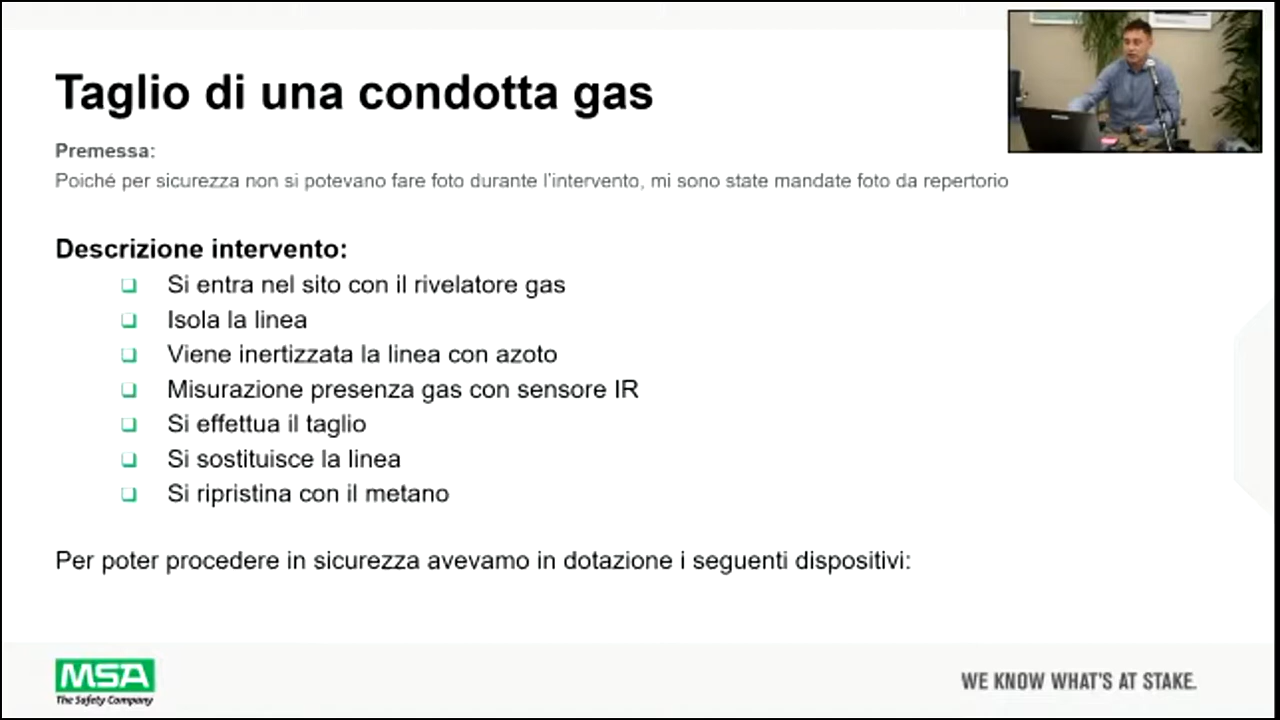 Taglio di una condotta gas
Premessa:
Poiché per sicurezza non si potevano fare foto durante l'intervento, mi sono state mandate foto da repertorio
Descrizione intervento:
Si entra nel sito con il rivelatore gas
Isola la linea
Viene inertizzata la linea con azoto
Misurazione presenza gas con sensore IR
Si effettua il taglio
Si sostituisce la linea
Si ripristina con il metano
Per poter procedere in sicurezza avevamo in dotazione i seguenti dispositivi:
MSA
The Safety Company
WE KNOW WHAT'S AT STAKE.